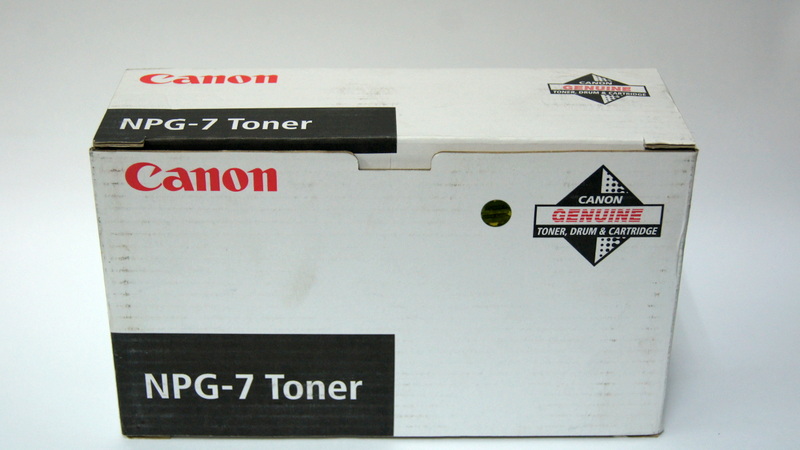 Canon
CANON
GENUINE
TONER, DRUM & CARTRIDGE
NPG-7 Toner
Canon
CANON
GENUINE
TONER, DRUM & CARTRIDGE
NPG-7 Toner